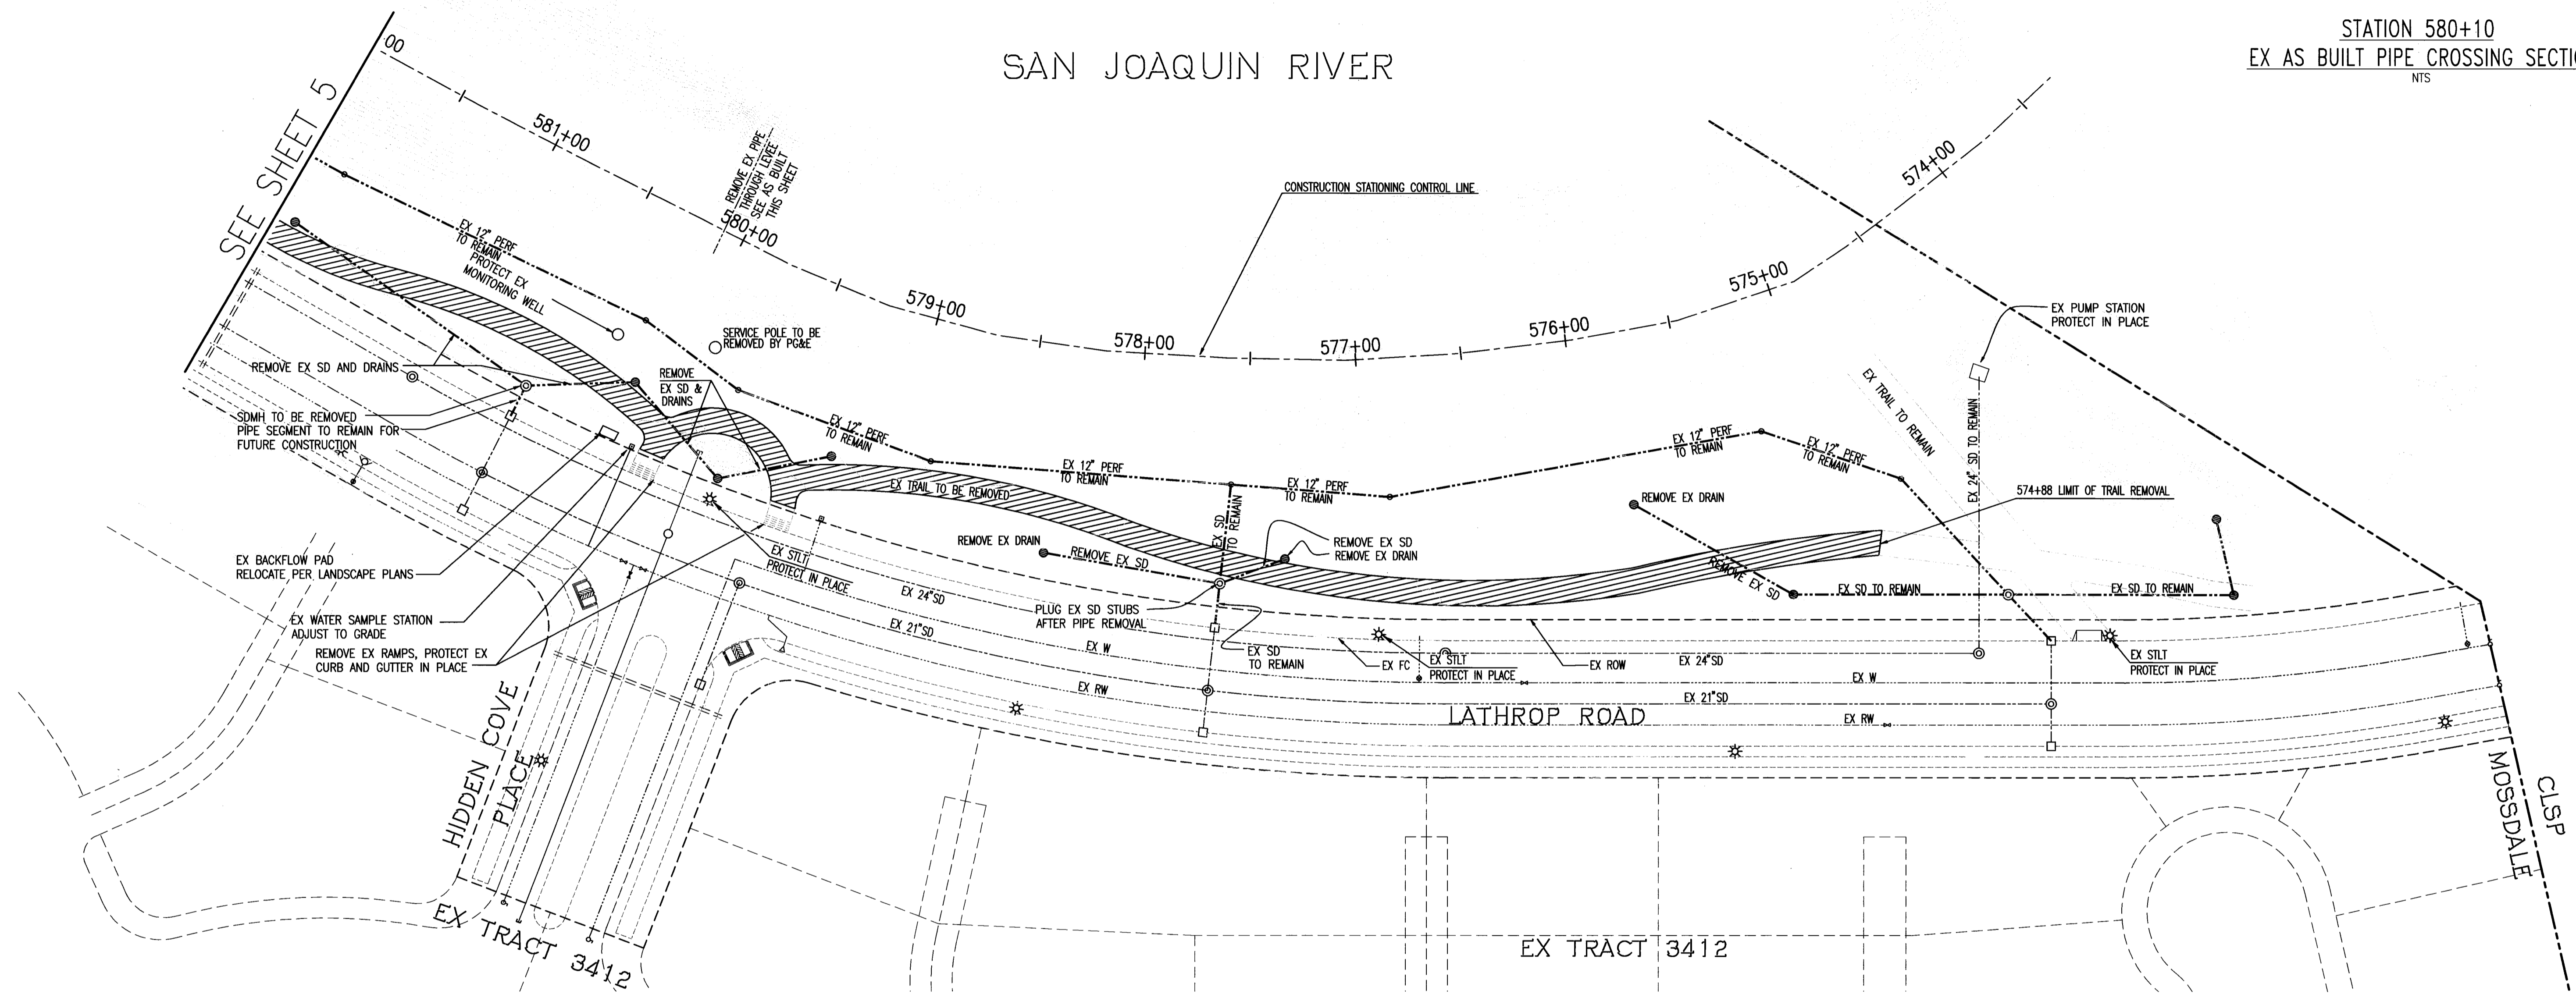 STATION 580+10
EX AS BUILT PIPE CROSSING SECTIO
NTS
SAN JOAQUIN RIVER
SEE SHEET 5
00
581+00
REMOVE EX PIPE
THROUGH LEVEE
SEE AS BUILT
THIS SHEET
580+00
579+00
578+00
577+00
576+00
575+00
574+00
CONSTRUCTION STATIONING CONTROL LINE
EX 12" PERF
TO REMAIN
PROTECT EX
MONITORING WELL
SERVICE POLE TO BE
REMOVED BY PG&E
REMOVE EX SD AND DRAINS
REMOVE
EX SD &
DRAINS
SDMH TO BE REMOVED
PIPE SEGMENT TO REMAIN FOR
FUTURE CONSTRUCTION
EX 12" PERF
TO REMAIN
EX TRAIL TO BE REMOVED
EX 12" PERF
TO REMAIN
EX 12" PERF
TO REMAIN
EX 12" PERF
TO REMAIN
EX 12" PERF
TO REMAIN
EX PUMP STATION
PROTECT IN PLACE
EX TRAIL TO REMAIN
EX 24" SD TO REMAIN
574+88 LIMIT OF TRAIL REMOVAL
REMOVE EX DRAIN
REMOVE EX SD
EX SD TO REMAIN
EX SD TO REMAIN
EX SD
TO REMAIN
REMOVE EX SD
REMOVE EX DRAIN
REMOVE EX DRAIN
REMOVE EX SD
PLUG EX SD STUBS
AFTER PIPE REMOVAL
EX SD
TO REMAIN
EX BACKFLOW PAD
RELOCATE PER LANDSCAPE PLANS
EX WATER SAMPLE STATION
ADJUST TO GRADE
REMOVE EX RAMPS, PROTECT EX
CURB AND GUTTER IN PLACE
EX STLT
PROTECT IN PLACE
EX 24"SD
EX 21"SD
EX W
EX RW
EX FC
EX STLT
PROTECT IN PLACE
EX ROW
EX 24"SD
EX W
EX 21"SD
EX RW
EX STLT
PROTECT IN PLACE
LATHROP ROAD
HIDDEN COVE
PLACE
EX TRACT 3412
EX TRACT 3412
CLSP
MOSSDALE